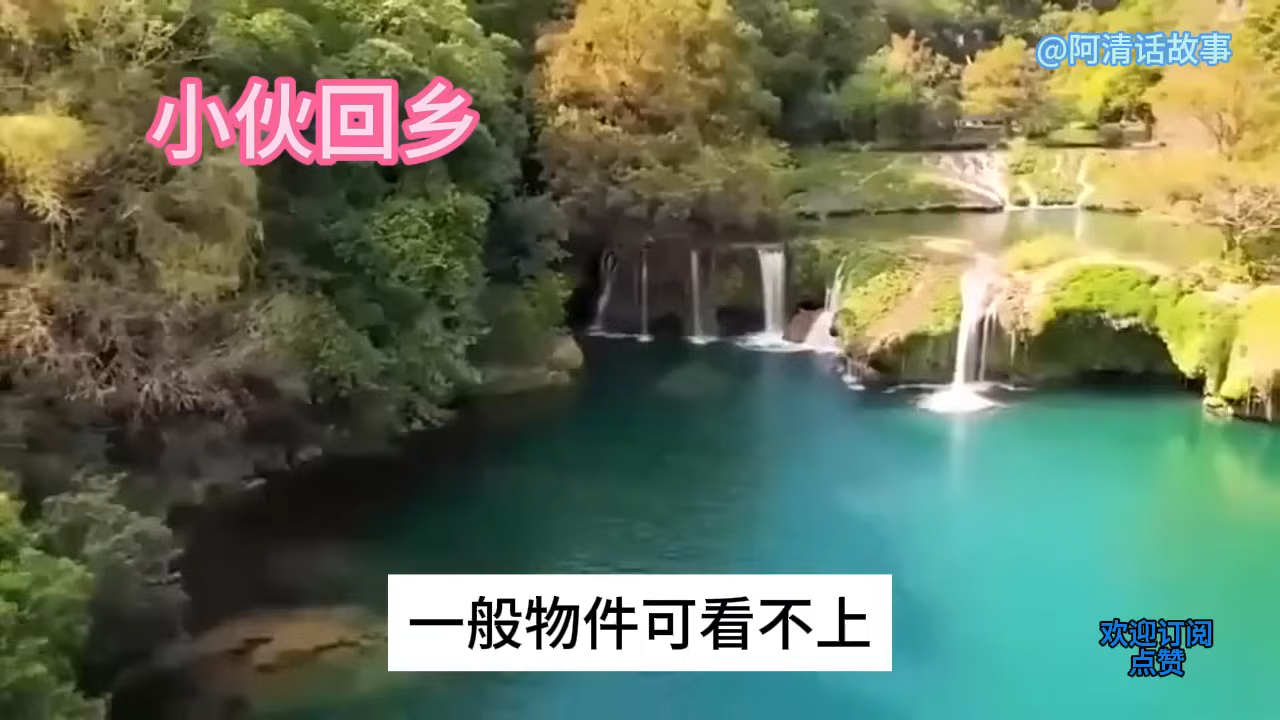 @阿清话故事
小伙回乡
一般物件可看不上
欢迎订阅
点赞